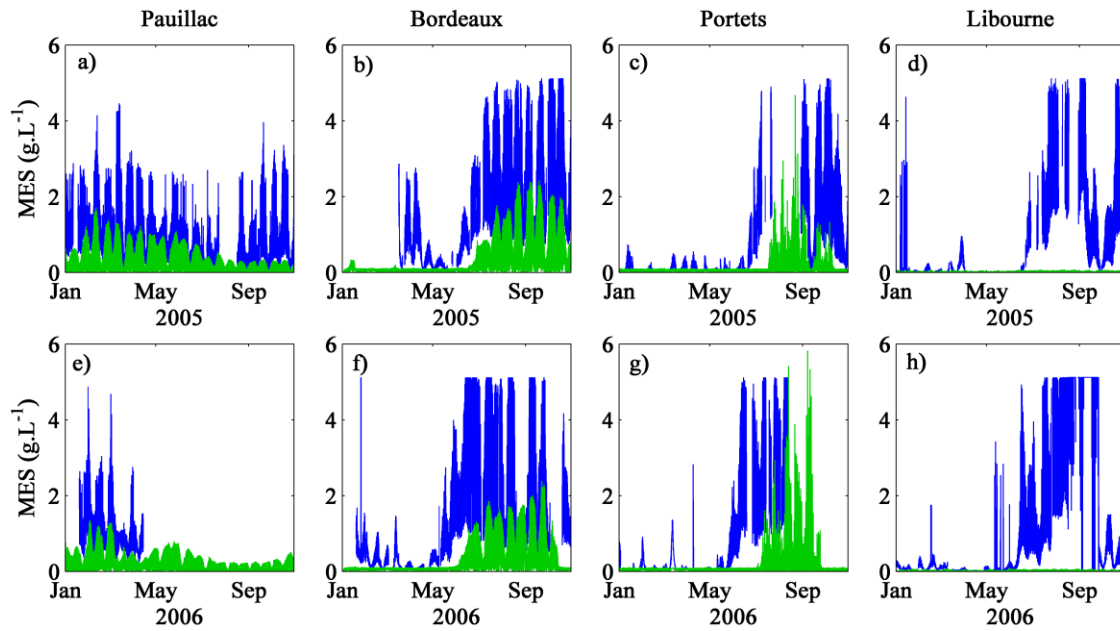 Pauillac Bordeaux Portets Libourne
a) b) c) d)
MES (g.L⁻¹)
6 6 6 6
4 4 4 4
2 2 2 2
0 0 0 0
Jan May Sep Jan May Sep Jan May Sep Jan May Sep
2005 2005 2005 2005
e) f) g) h)
MES (g.L⁻¹)
6 6 6 6
4 4 4 4
2 2 2 2
0 0 0 0
Jan May Sep Jan May Sep Jan May Sep Jan May Sep
2006 2006 2006 2006